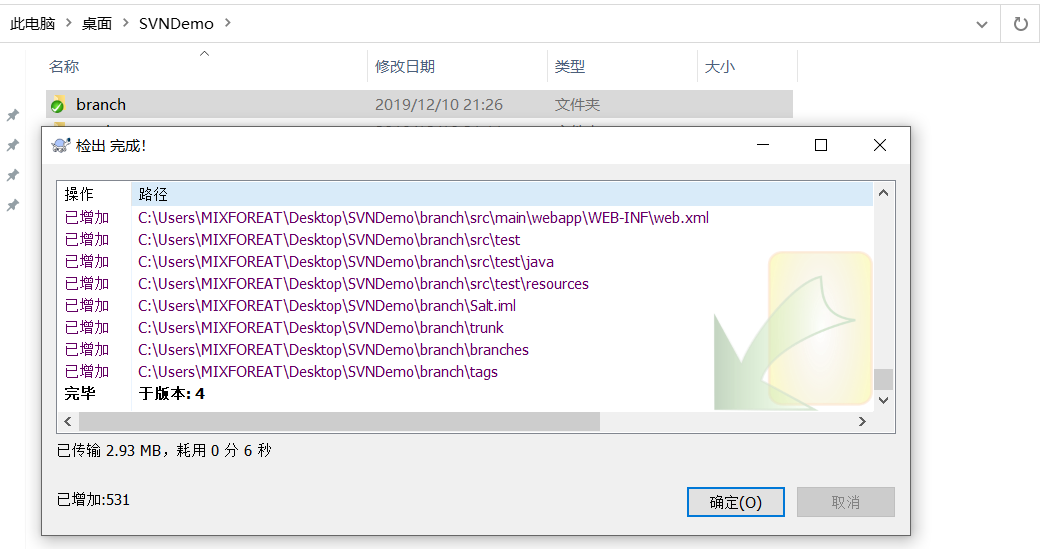 此电脑 > 桌面 > SVNDemo >
名称 修改日期 类型 大小
branch 2019/12/10 21:26 文件夹
检出 完成!
操作 路径
已增加 C:\Users\MIXFOREAT\Desktop\SVNDemo\branch\src\main\webapp\WEB-INF\web.xml
已增加 C:\Users\MIXFOREAT\Desktop\SVNDemo\branch\src\test
已增加 C:\Users\MIXFOREAT\Desktop\SVNDemo\branch\src\test\java
已增加 C:\Users\MIXFOREAT\Desktop\SVNDemo\branch\src\test\resources
已增加 C:\Users\MIXFOREAT\Desktop\SVNDemo\branch\Salt.iml
已增加 C:\Users\MIXFOREAT\Desktop\SVNDemo\branch\trunk
已增加 C:\Users\MIXFOREAT\Desktop\SVNDemo\branch\branches
已增加 C:\Users\MIXFOREAT\Desktop\SVNDemo\branch\tags
完毕 于版本: 4
已传输 2.93 MB，耗用 0 分 6 秒
已增加:531
确定(O) 取消